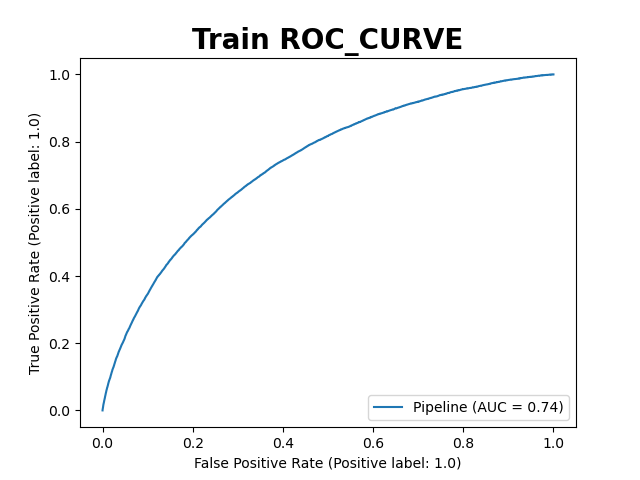 Train ROC_CURVE
1.0
0.8
0.6
0.4
0.2
0.0
True Positive Rate (Positive label: 1.0)
Pipeline (AUC = 0.74)
0.0 0.2 0.4 0.6 0.8 1.0
False Positive Rate (Positive label: 1.0)